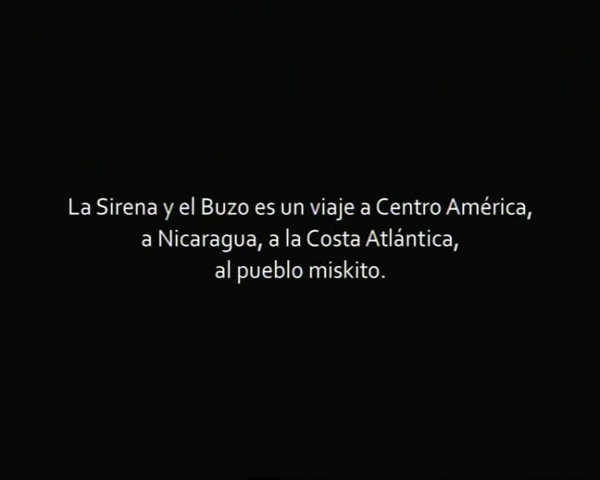 La Sirena y el Buzo es un viaje a Centro América,
a Nicaragua, a la Costa Atlántica,
al pueblo miskito.